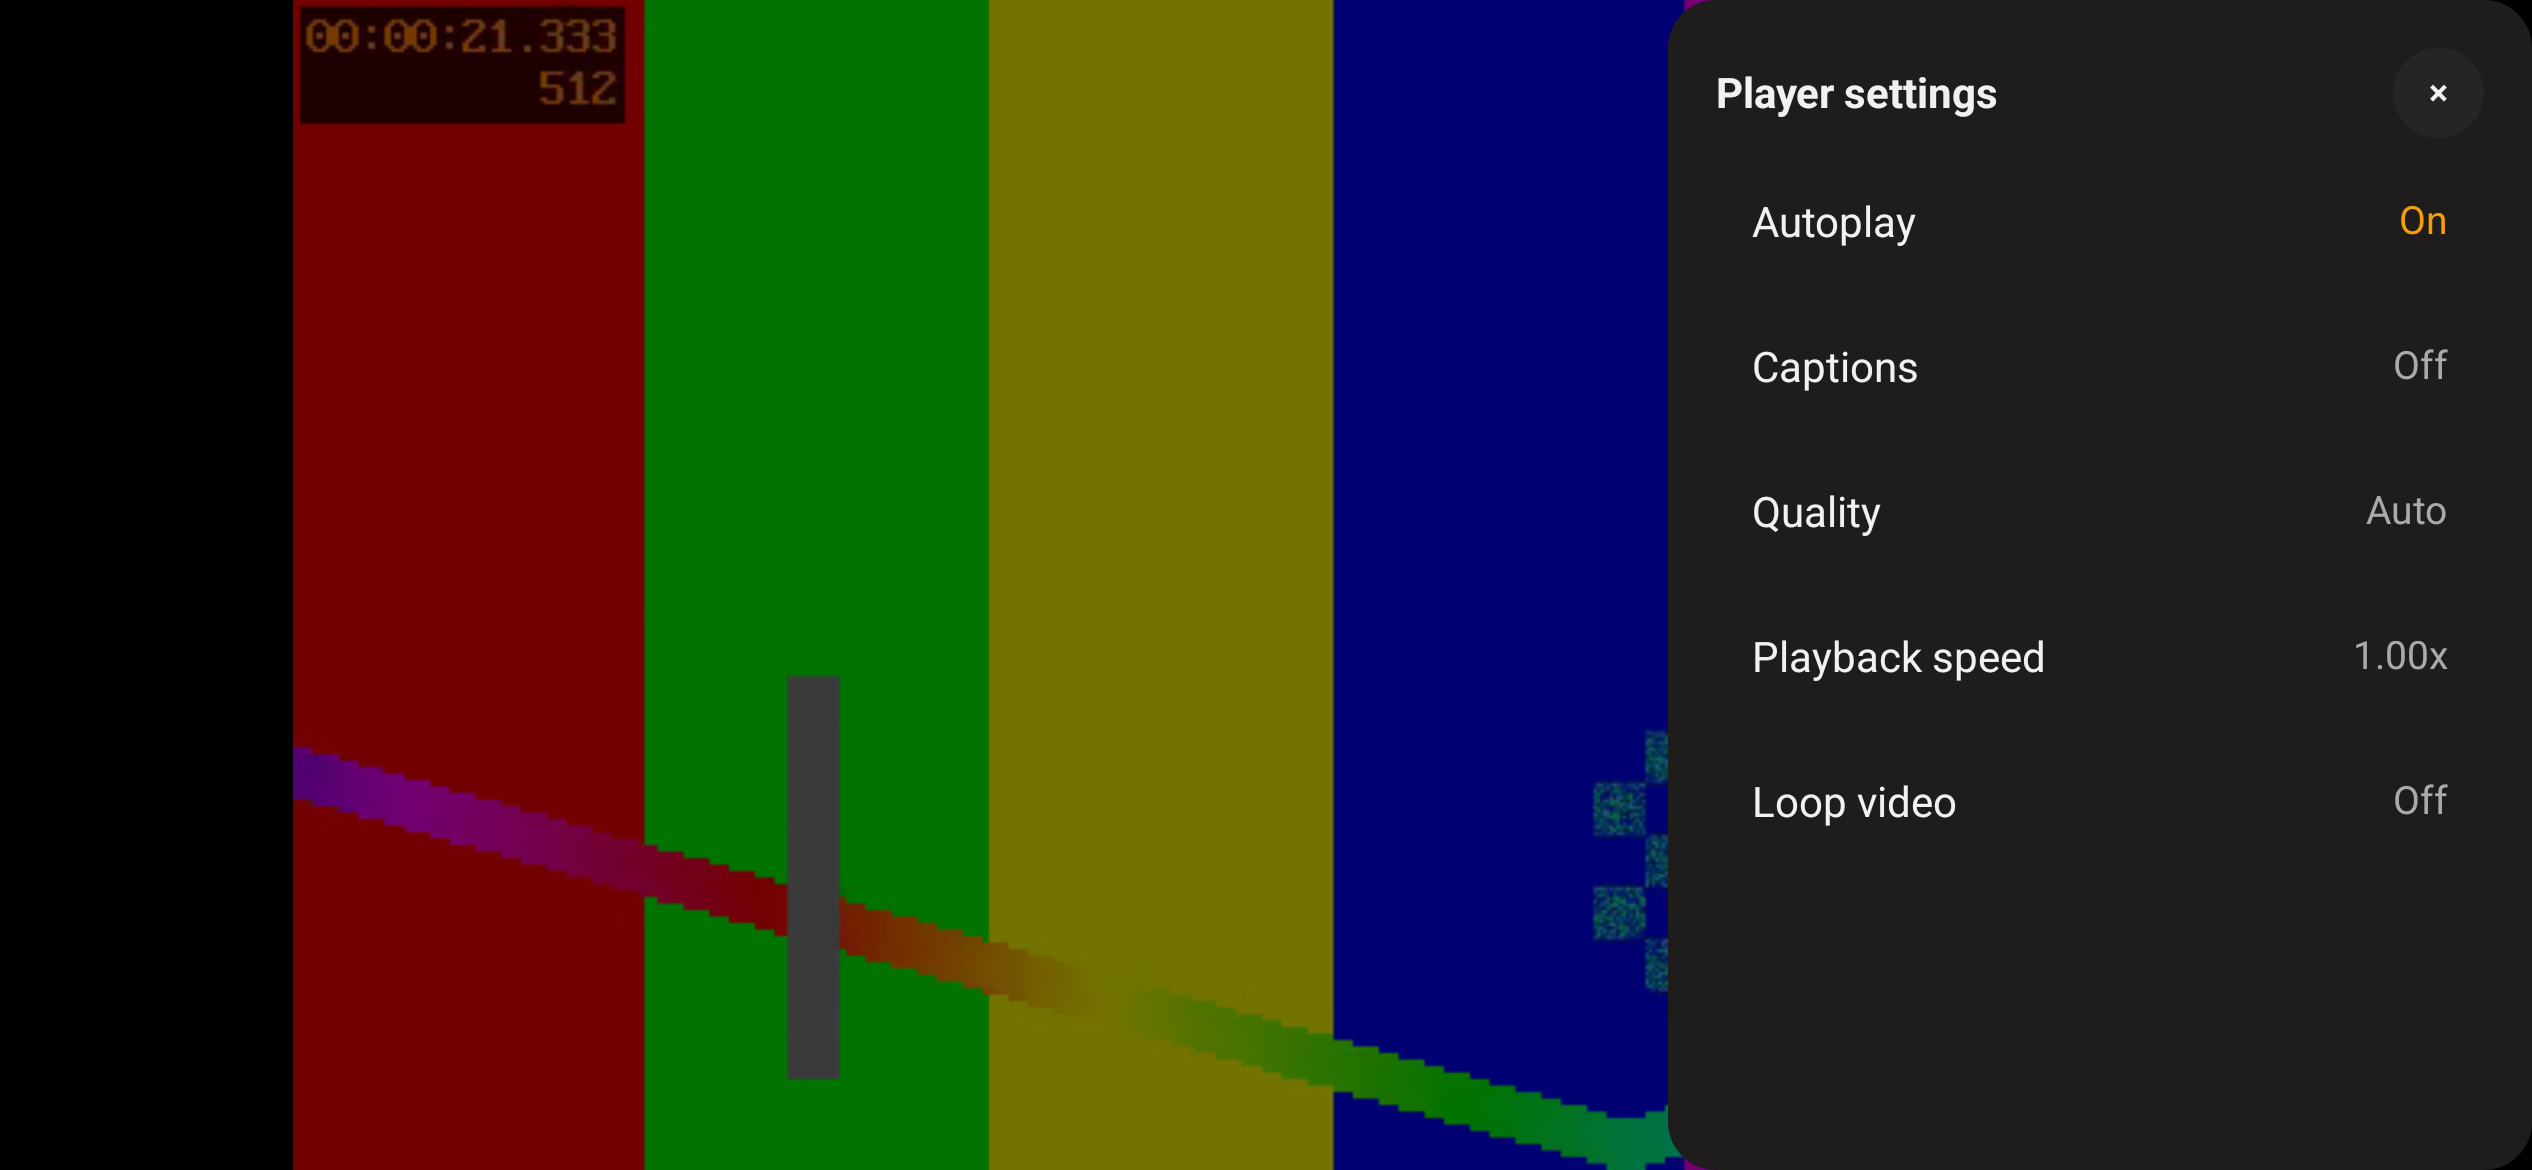 00:00:21.333
512
Player settings
×
Autoplay On
Captions Off
Quality Auto
Playback speed 1.00x
Loop video Off